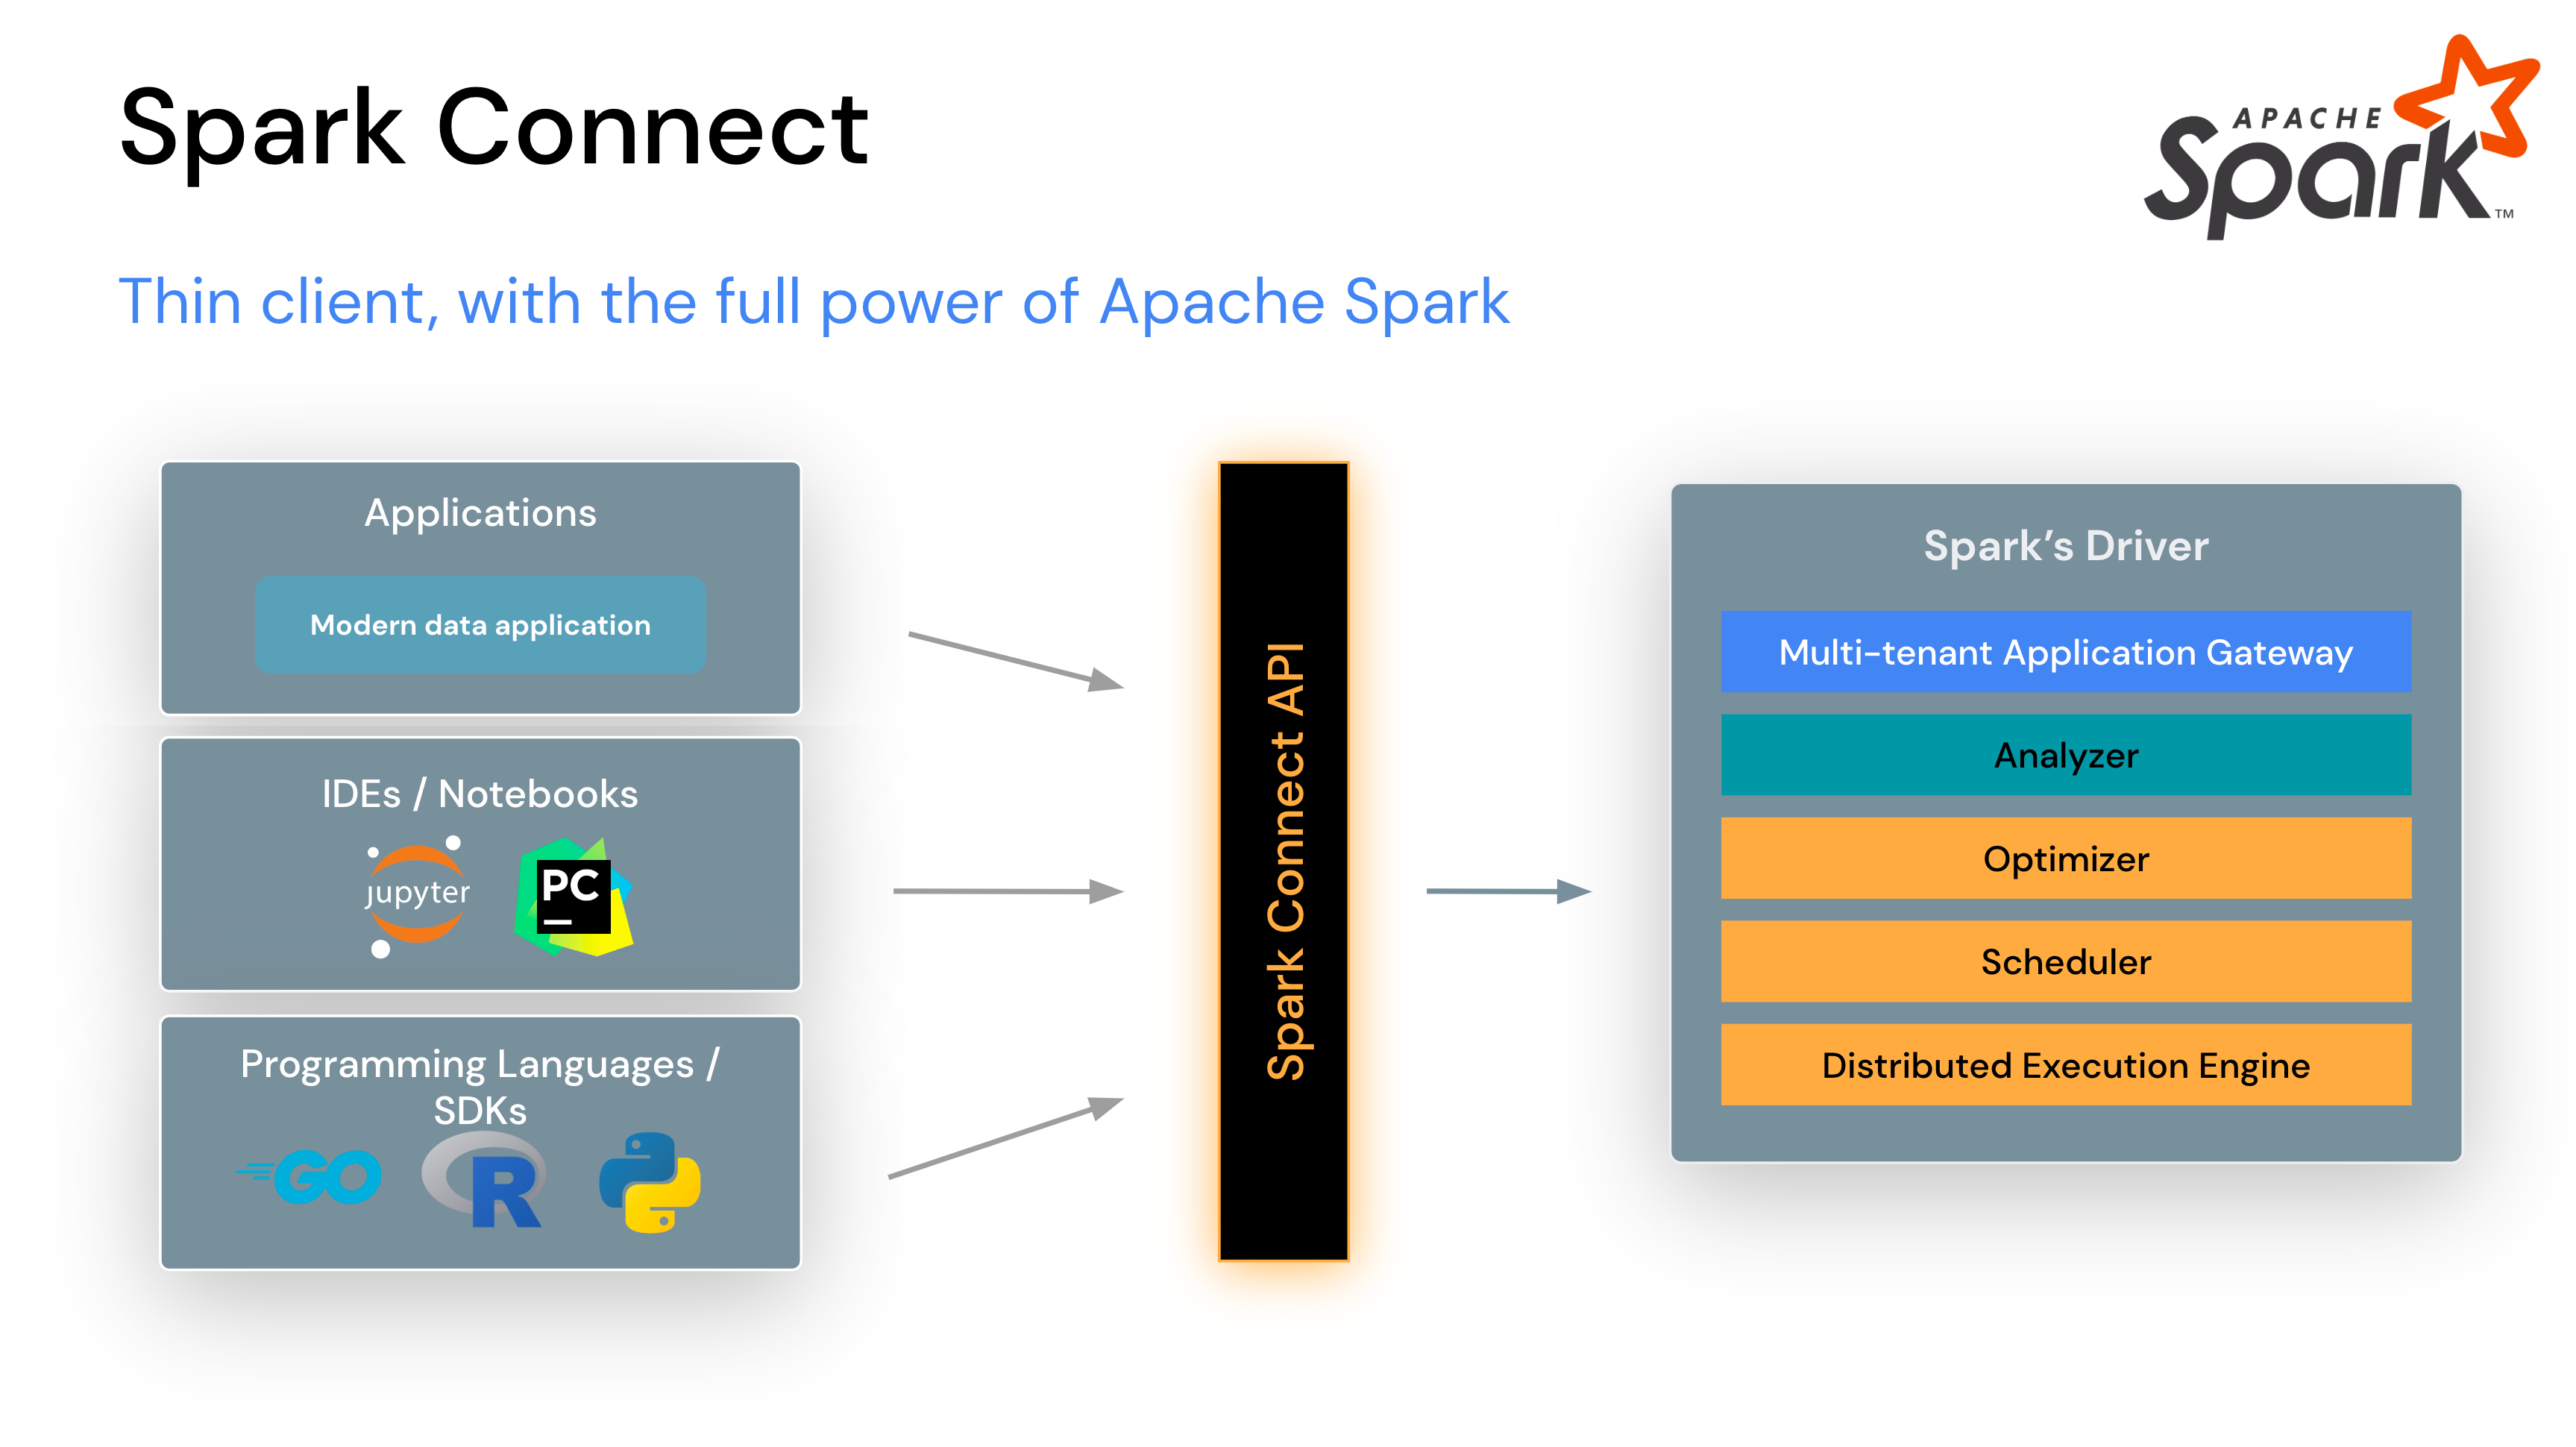 Spark Connect
APACHE
Spark™
Thin client, with the full power of Apache Spark
Applications
Modern data application
IDEs / Notebooks
jupyter
PC
Programming Languages /
SDKs
GO
R
Spark Connect API
Spark’s Driver
Multi-tenant Application Gateway
Analyzer
Optimizer
Scheduler
Distributed Execution Engine